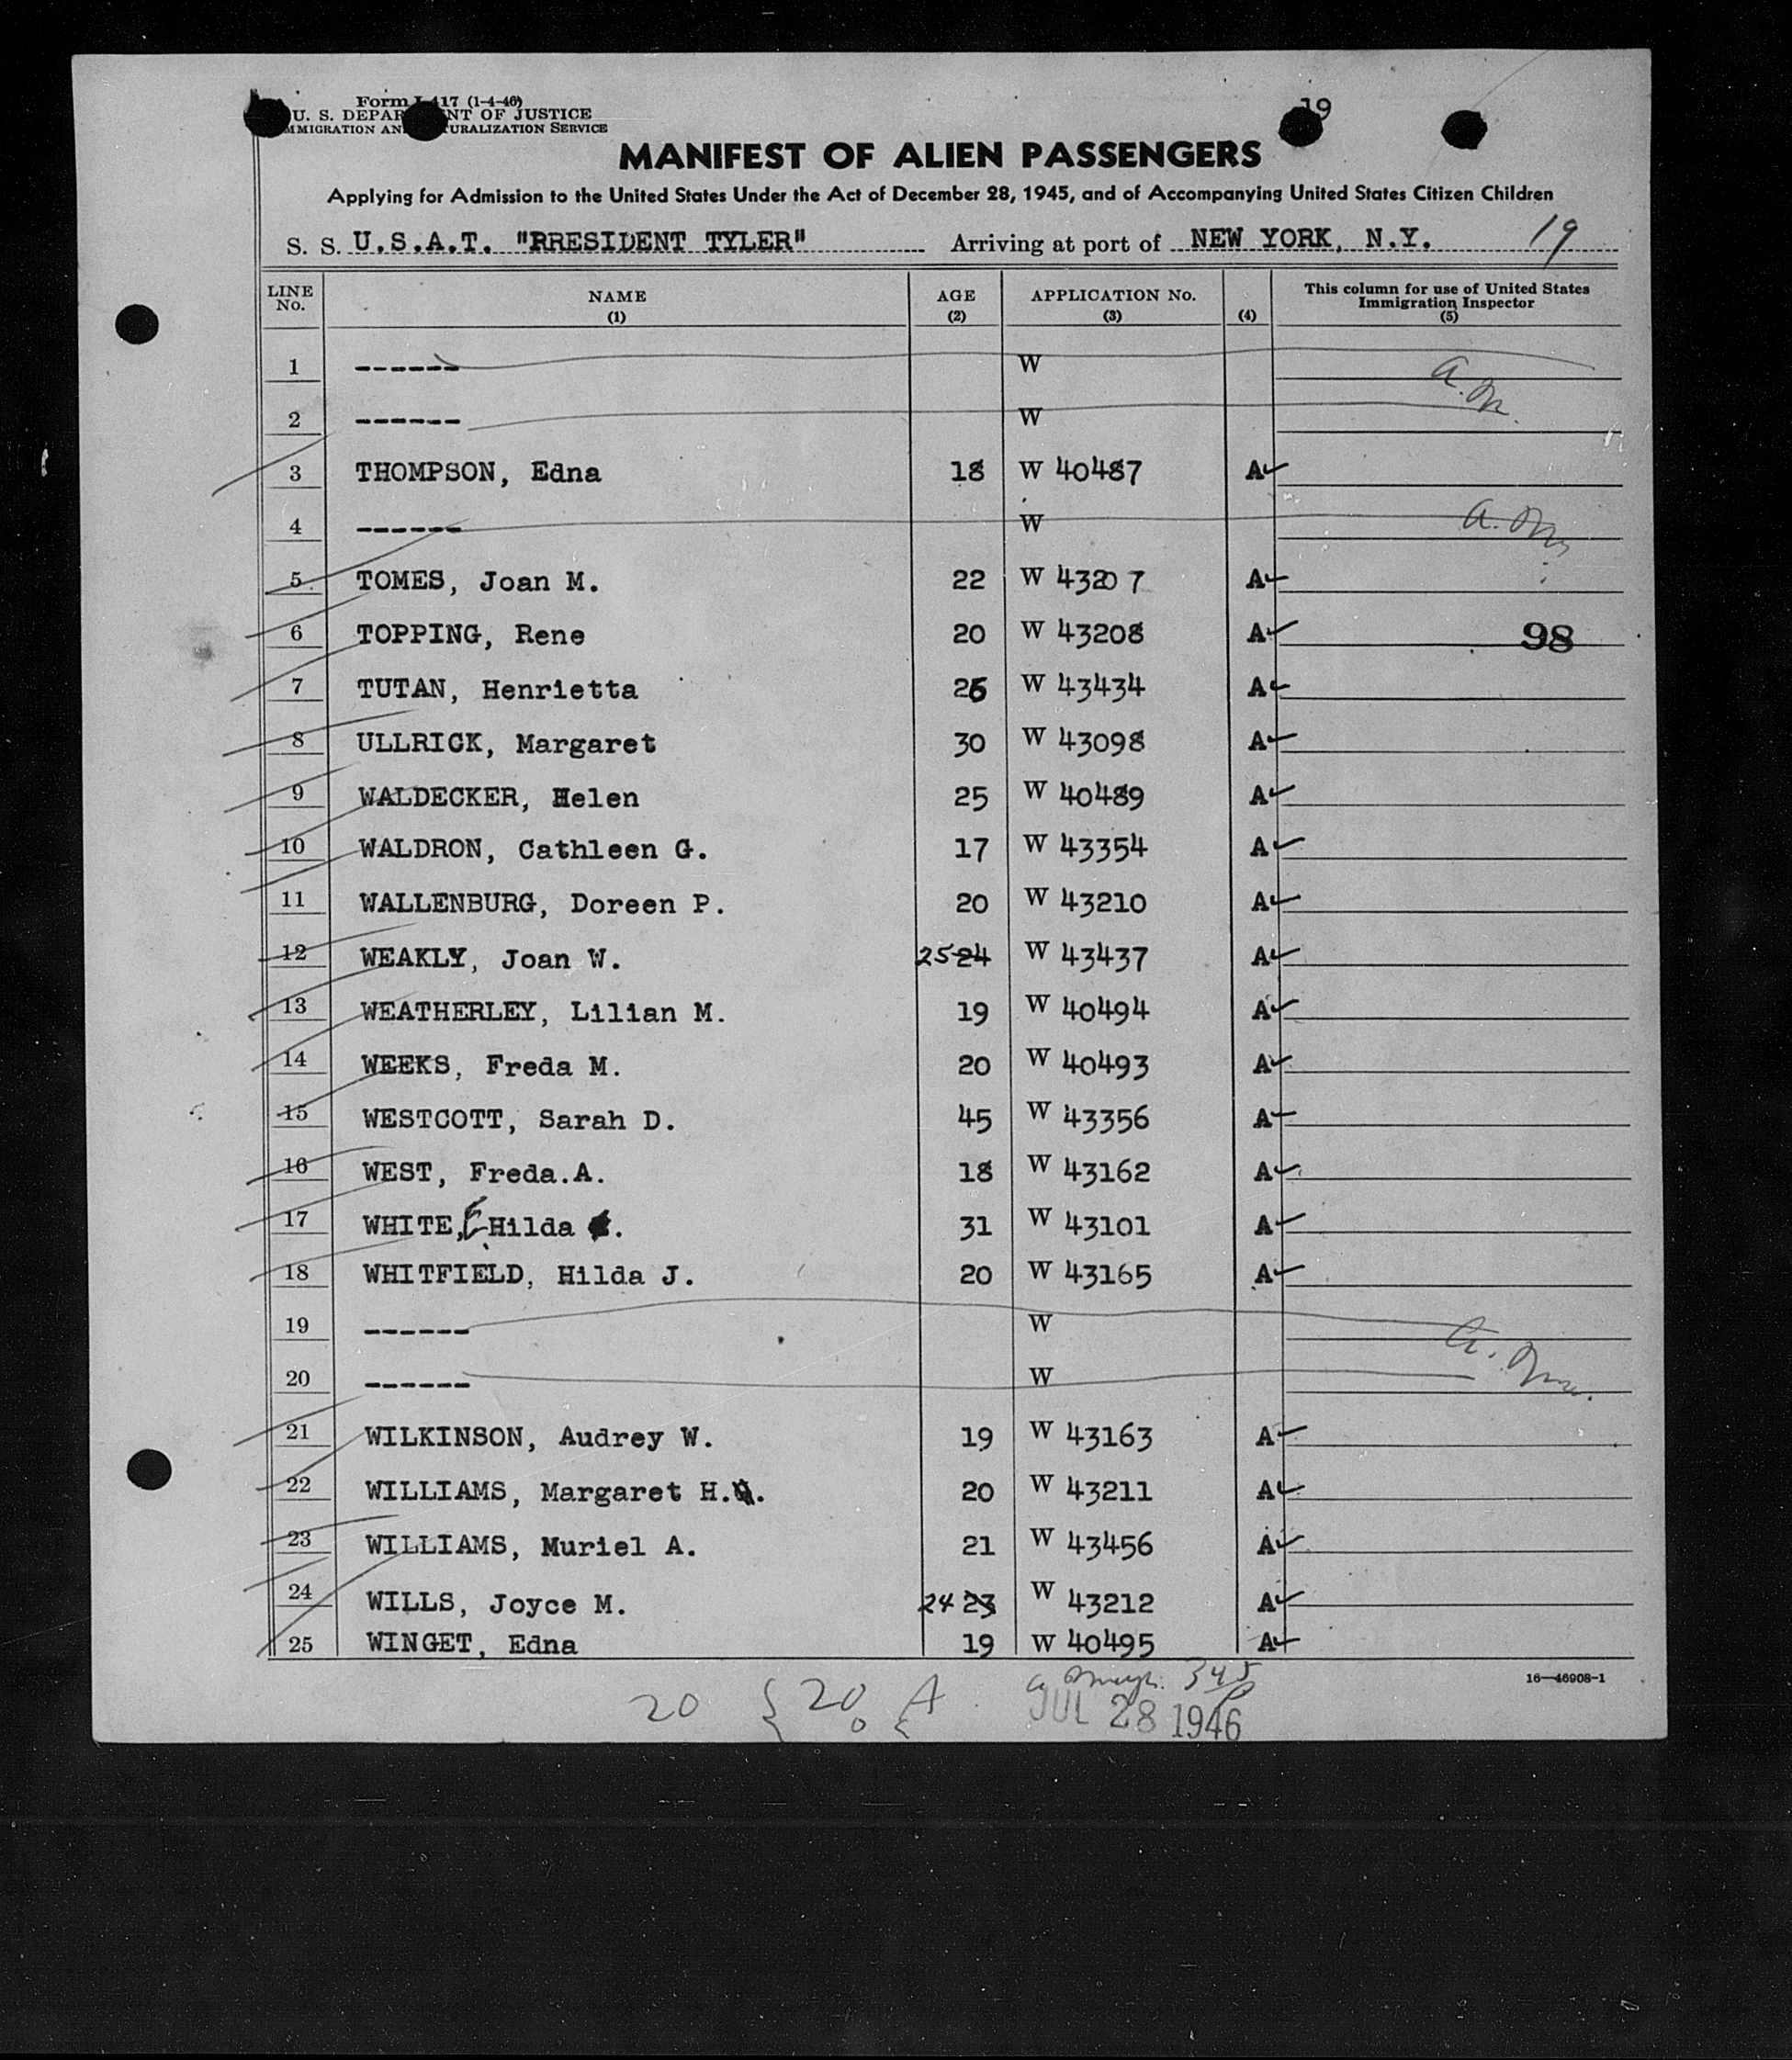 Form I-417 (1-4-46)
U. S. DEPARTMENT OF JUSTICE
IMMIGRATION AND NATURALIZATION SERVICE
19
MANIFEST OF ALIEN PASSENGERS
Applying for Admission to the United States Under the Act of December 28, 1945, and of Accompanying United States Citizen Children
S. S. U.S.A.T. "PRESIDENT TYLER" Arriving at port of NEW YORK, N.Y. 19
LINE No. NAME (1) AGE (2) APPLICATION No. (3) (4) This column for use of United States Immigration Inspector (5)
1 ------ W a.m.
2 ------ W
3 THOMPSON, Edna 18 W 40487 A
4 ------ W a.m.
5 TOMES, Joan M. 22 W 43207 A
6 TOPPING, Rene 20 W 43208 A 98
7 TUTAN, Henrietta 26 W 43434 A
8 ULLRICK, Margaret 30 W 43098 A
9 WALDECKER, Helen 25 W 40489 A
10 WALDRON, Cathleen G. 17 W 43354 A
11 WALLENBURG, Doreen P. 20 W 43210 A
12 WEAKLY, Joan W. 25 24 W 43437 A
13 WEATHERLEY, Lilian M. 19 W 40494 A
14 WEEKS, Freda M. 20 W 40493 A
15 WESTCOTT, Sarah D. 45 W 43356 A
16 WEST, Freda.A. 18 W 43162 A
17 WHITE, E Hilda . 31 W 43101 A
18 WHITFIELD, Hilda J. 20 W 43165 A
19 ------ W
20 ------ W
21 WILKINSON, Audrey W. 19 W 43163 A
22 WILLIAMS, Margaret H. 20 W 43211 A
23 WILLIAMS, Muriel A. 21 W 43456 A
24 WILLS, Joyce M. 24 23 W 43212 A
25 WINGET, Edna 19 W 40495 A
16-46908-1
20 { 20 A
0
JUL 28 1946